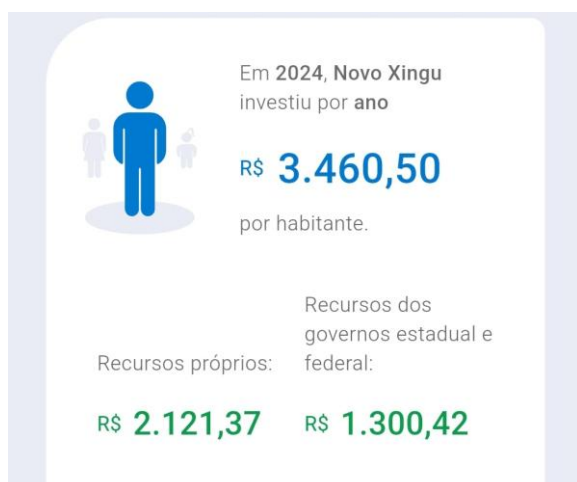 Em 2024, Novo Xingu
investiu por ano
R$ 3.460,50
por habitante.
Recursos próprios:
R$ 2.121,37
Recursos dos
governos estadual e
federal:
R$ 1.300,42